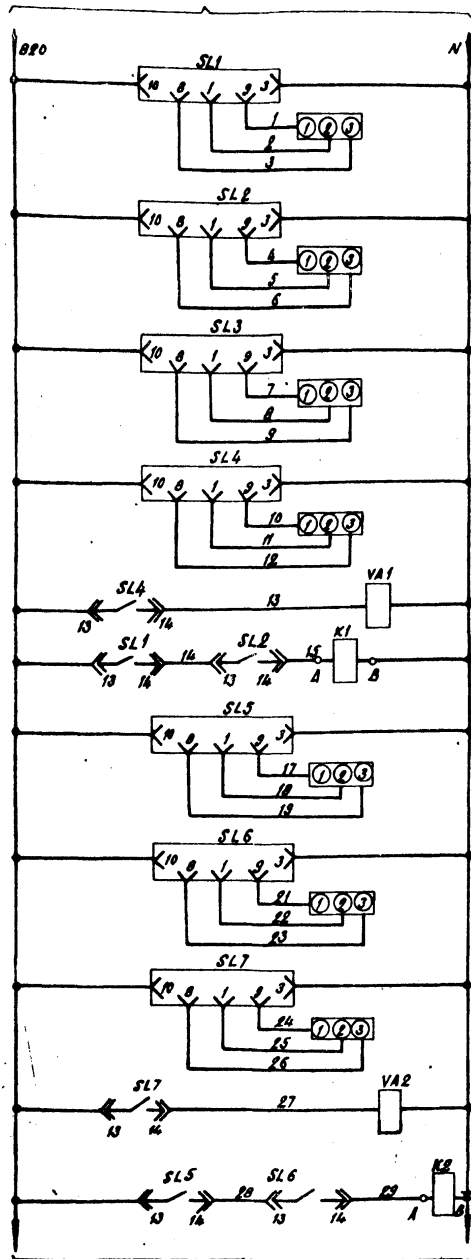 820 N
SL1
10 8 1 9 3
1 1 2 3
2
3
SL2
10 8 1 9 3
4 1 2 3
5
6
SL3
10 8 1 9 3
7 1 2 3
8
9
SL4
10 8 1 9 3
10 1 2 3
11
12
SL4 VA1
13 14 13
SL1 SL2 K1
13 14 14 13 14 15 A B
SL5
10 8 1 9 3
17 1 2 3
18
19
SL6
10 8 1 9 3
21 1 2 3
22
23
SL7
10 8 1 9 3
24 1 2 3
25
26
SL7 VA2
13 14 27
SL5 SL6 K2
13 14 28 13 14 29 A B